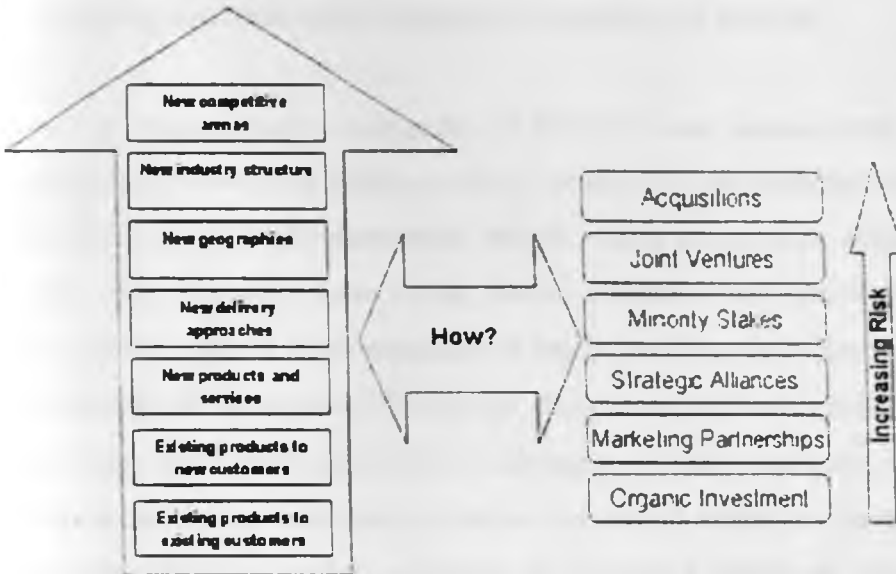 New competitive
arenas
New industry structure
New geographies
New delivery
approaches
New products and
services
Existing products to
new customers
Existing products to
existing customers
How?
Acquisitions
Joint Ventures
Minority Stakes
Strategic Alliances
Marketing Partnerships
Organic Investment
Increasing Risk